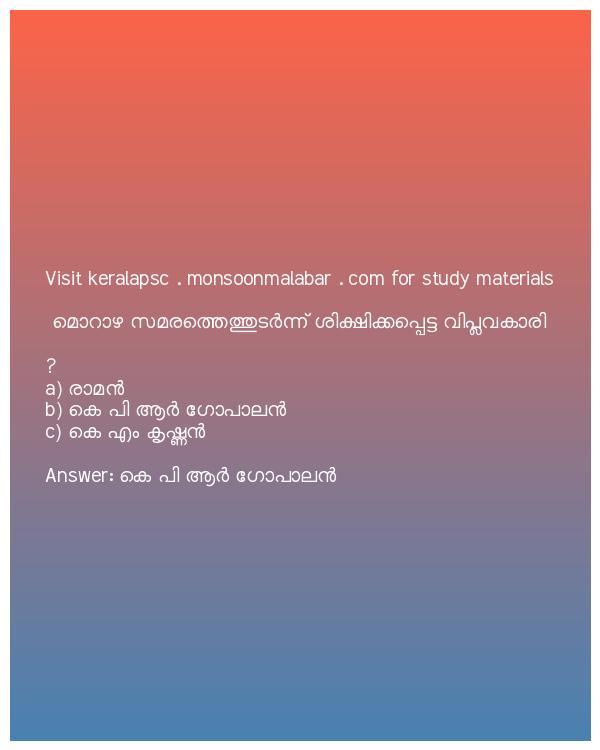 Visit keralapsc . monsoonmalabar . com for study materials
മൊറാഴ സമരത്തെത്തുടർന്ന് ശിക്ഷിക്കപ്പെട്ട വിപ്ലവകാരി
?
a) രാമൻ
b) കെ പി ആർ ഗോപാലൻ
c) കെ എം കൃഷ്ണൻ
Answer: കെ പി ആർ ഗോപാലൻ